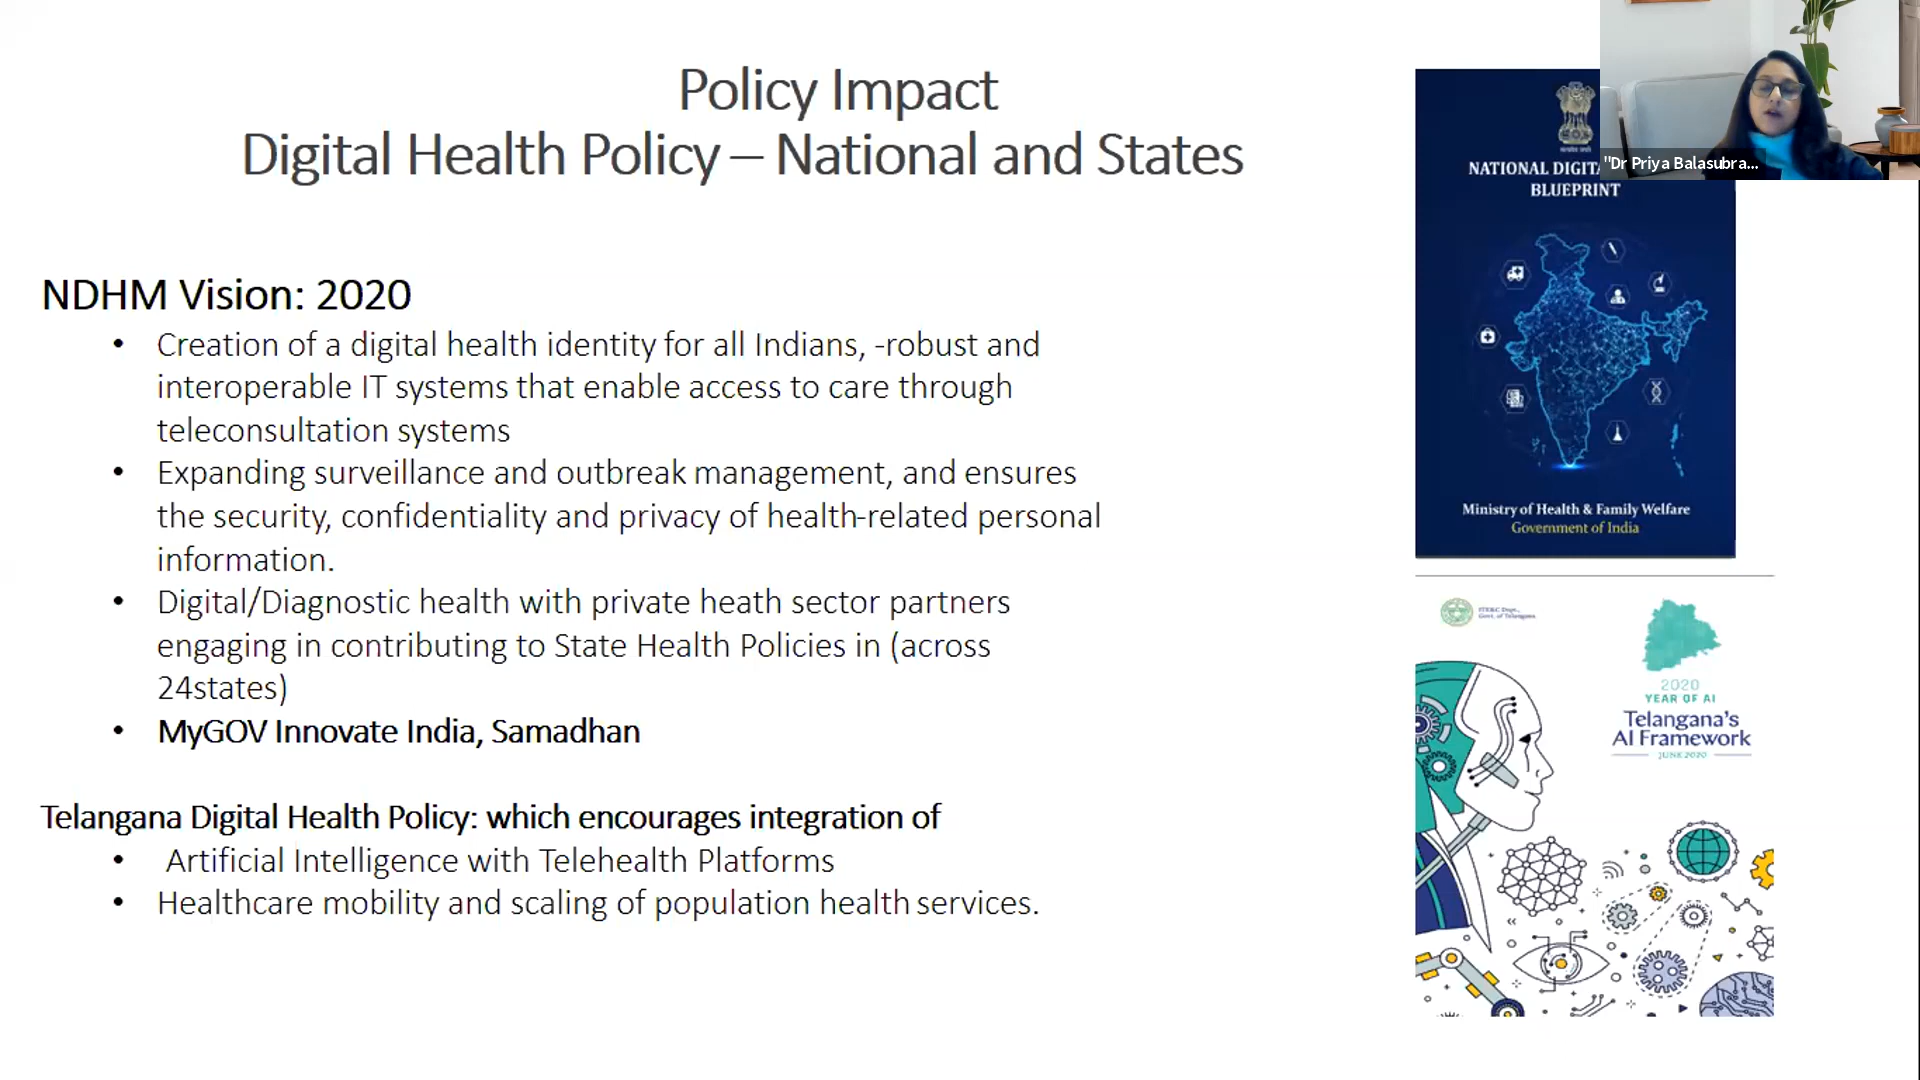 Policy Impact
Digital Health Policy – National and States
NDHM Vision: 2020
• Creation of a digital health identity for all Indians, -robust and
interoperable IT systems that enable access to care through
teleconsultation systems
• Expanding surveillance and outbreak management, and ensures
the security, confidentiality and privacy of health-related personal
information.
• Digital/Diagnostic health with private heath sector partners
engaging in contributing to State Health Policies in (across
24states)
• MyGOV Innovate India, Samadhan
Telangana Digital Health Policy: which encourages integration of
• Artificial Intelligence with Telehealth Platforms
• Healthcare mobility and scaling of population health services.
NATIONAL DIGITA
BLUEPRINT
Ministry of Health & Family Welfare
Government of India
"Dr Priya Balasubra...
ITE&C Dept.,
Govt. of Telangana
2020
YEAR OF AI
Telangana's
AI Framework
JUNE 2020